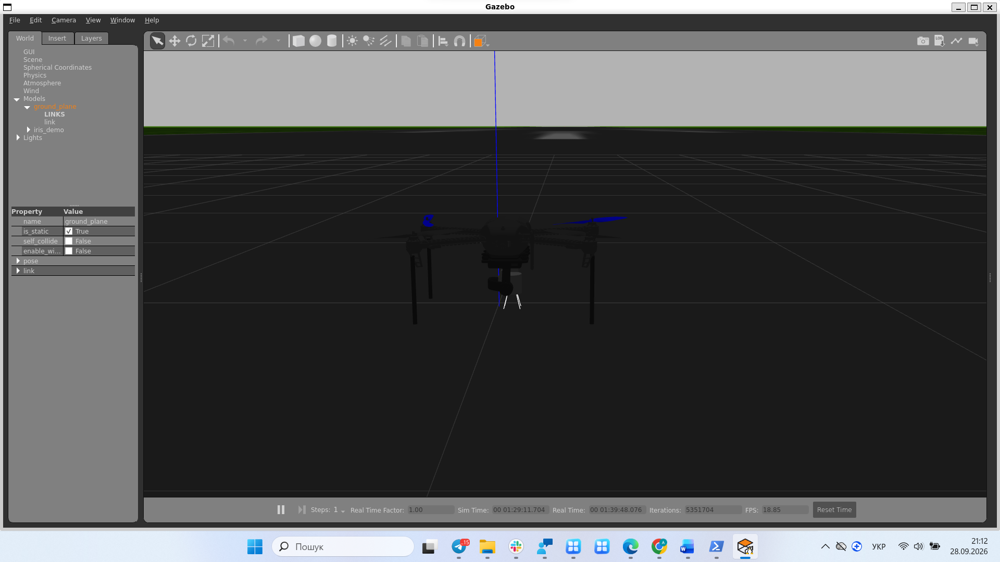 Gazebo
File Edit Camera View Window Help
World Insert Layers
GUI
Scene
Spherical Coordinates
Physics
Atmosphere
Wind
Models
ground_plane
LINKS
link
iris_demo
Lights
Property Value
name ground_plane
is_static True
self_collide False
enable_wi... False
pose
link
LOG
Steps: 1 Real Time Factor: 1.00 Sim Time: 00 01:29:11.704 Real Time: 00 01:39:48.076 Iterations: 5351704 FPS: 18.85 Reset Time
Пошук
..15
A
W
УКР
21:12
28.09.2026